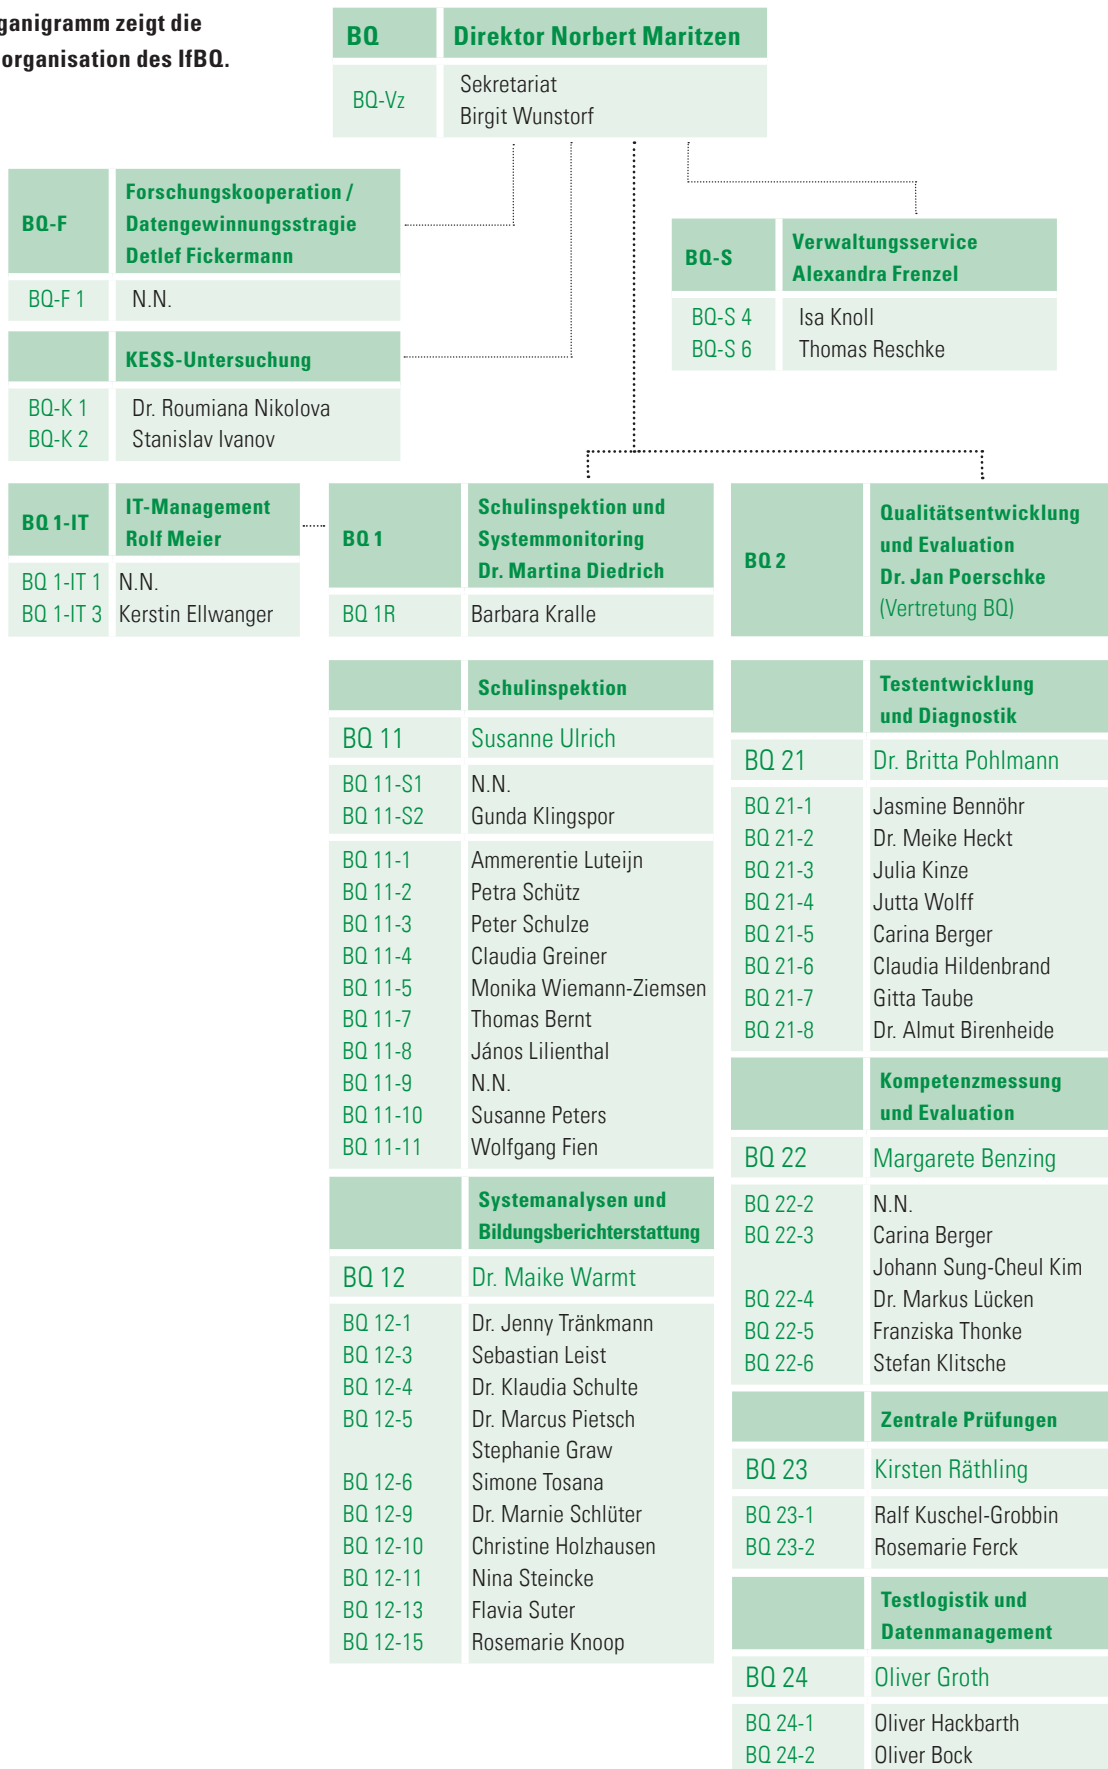 ganigramm zeigt die
organisation des IfBQ.
BQ Direktor Norbert Maritzen
BQ-Vz
Sekretariat
Birgit Wunstorf
BQ-F
Forschungskooperation /
Datengewinnungsstragie
Detlef Fickermann
BQ-F 1 N.N.
KESS-Untersuchung
BQ-K 1 Dr. Roumiana Nikolova
BQ-K 2 Stanislav Ivanov
BQ-S
Verwaltungsservice
Alexandra Frenzel
BQ-S 4 Isa Knoll
BQ-S 6 Thomas Reschke
BQ 1-IT
IT-Management
Rolf Meier
BQ 1-IT 1 N.N.
BQ 1-IT 3 Kerstin Ellwanger
BQ 1
Schulinspektion und
Systemmonitoring
Dr. Martina Diedrich
BQ 1R Barbara Kralle
Schulinspektion
BQ 11 Susanne Ulrich
BQ 11-S1 N.N.
BQ 11-S2 Gunda Klingspor
BQ 11-1 Ammerentie Luteijn
BQ 11-2 Petra Schütz
BQ 11-3 Peter Schulze
BQ 11-4 Claudia Greiner
BQ 11-5 Monika Wiemann-Ziemsen
BQ 11-7 Thomas Bernt
BQ 11-8 János Lilienthal
BQ 11-9 N.N.
BQ 11-10 Susanne Peters
BQ 11-11 Wolfgang Fien
Systemanalysen und
Bildungsberichterstattung
BQ 12 Dr. Maike Warmt
BQ 12-1 Dr. Jenny Tränkmann
BQ 12-3 Sebastian Leist
BQ 12-4 Dr. Klaudia Schulte
BQ 12-5 Dr. Marcus Pietsch
Stephanie Graw
BQ 12-6 Simone Tosana
BQ 12-9 Dr. Marnie Schlüter
BQ 12-10 Christine Holzhausen
BQ 12-11 Nina Steincke
BQ 12-13 Flavia Suter
BQ 12-15 Rosemarie Knoop
BQ 2
Qualitätsentwicklung
und Evaluation
Dr. Jan Poerschke
(Vertretung BQ)
Testentwicklung
und Diagnostik
BQ 21 Dr. Britta Pohlmann
BQ 21-1 Jasmine Bennöhr
BQ 21-2 Dr. Meike Heckt
BQ 21-3 Julia Kinze
BQ 21-4 Jutta Wolff
BQ 21-5 Carina Berger
BQ 21-6 Claudia Hildenbrand
BQ 21-7 Gitta Taube
BQ 21-8 Dr. Almut Birenheide
Kompetenzmessung
und Evaluation
BQ 22 Margarete Benzing
BQ 22-2 N.N.
BQ 22-3 Carina Berger
Johann Sung-Cheul Kim
BQ 22-4 Dr. Markus Lücken
BQ 22-5 Franziska Thonke
BQ 22-6 Stefan Klitsche
Zentrale Prüfungen
BQ 23 Kirsten Räthling
BQ 23-1 Ralf Kuschel-Grobbin
BQ 23-2 Rosemarie Ferck
Testlogistik und
Datenmanagement
BQ 24 Oliver Groth
BQ 24-1 Oliver Hackbarth
BQ 24-2 Oliver Bock